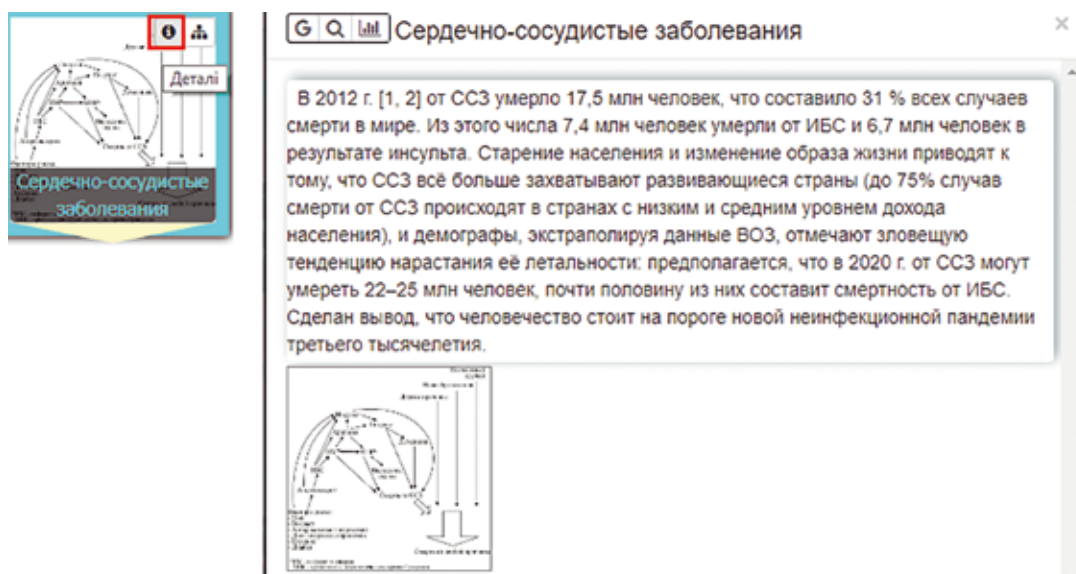 Деталі
Сердечно-сосудистые
заболевания
G
Сердечно-сосудистые заболевания
×
В 2012 г. [1, 2] от ССЗ умерло 17,5 млн человек, что составило 31 % всех случаев
смерти в мире. Из этого числа 7,4 млн человек умерли от ИБС и 6,7 млн человек в
результате инсульта. Старение населения и изменение образа жизни приводят к
тому, что ССЗ всё больше захватывают развивающиеся страны (до 75% случав
смерти от ССЗ происходят в странах с низким и средним уровнем дохода
населения), и демографы, экстраполируя данные ВОЗ, отмечают зловещую
тенденцию нарастания её летальности: предполагается, что в 2020 г. от ССЗ могут
умереть 22–25 млн человек, почти половину из них составит смертность от ИБС.
Сделан вывод, что человечество стоит на пороге новой неинфекционной пандемии
третьего тысячелетия.